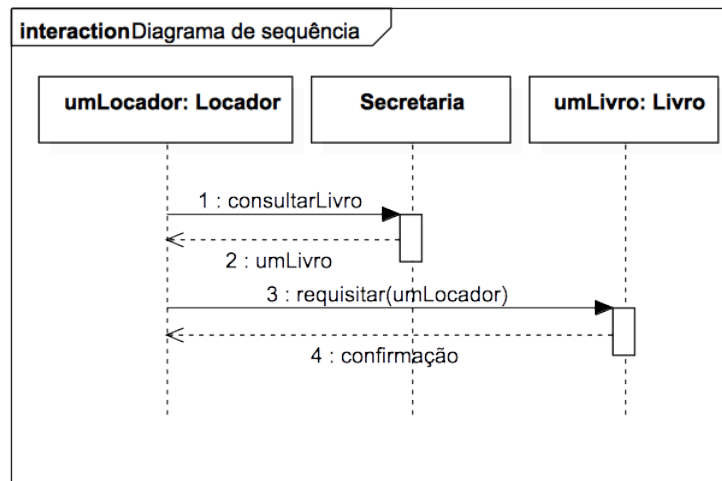 interaction Diagrama de sequência
umLocador: Locador
Secretaria
umLivro: Livro
1 : consultarLivro
2 : umLivro
3 : requisitar(umLocador)
4 : confirmação